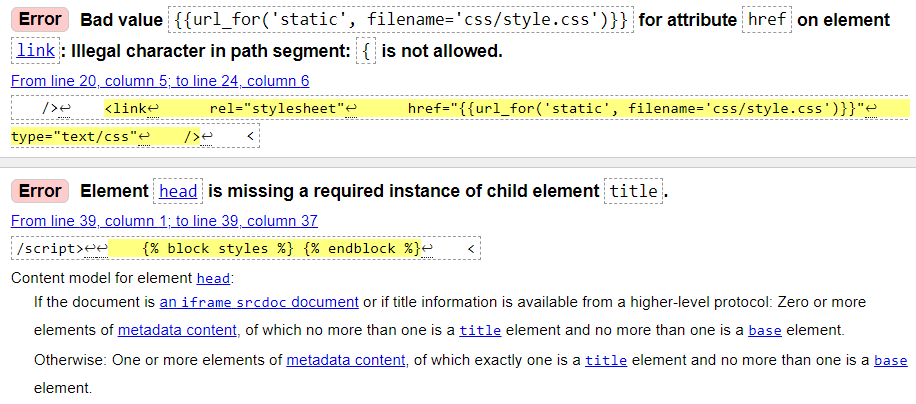 Error Bad value {{url_for('static', filename='css/style.css')}} for attribute href on element
link: Illegal character in path segment: { is not allowed.
From line 20, column 5; to line 24, column 6
/>↩ <link↩ rel="stylesheet"↩ href="{{url_for('static', filename='css/style.css')}}"↩
type="text/css"↩ />↩ <
Error Element head is missing a required instance of child element title.
From line 39, column 1; to line 39, column 37
/script>↩↩ {% block styles %} {% endblock %}↩ <
Content model for element head:
If the document is an iframe srcdoc document or if title information is available from a higher-level protocol: Zero or more
elements of metadata content, of which no more than one is a title element and no more than one is a base element.
Otherwise: One or more elements of metadata content, of which exactly one is a title element and no more than one is a base
element.